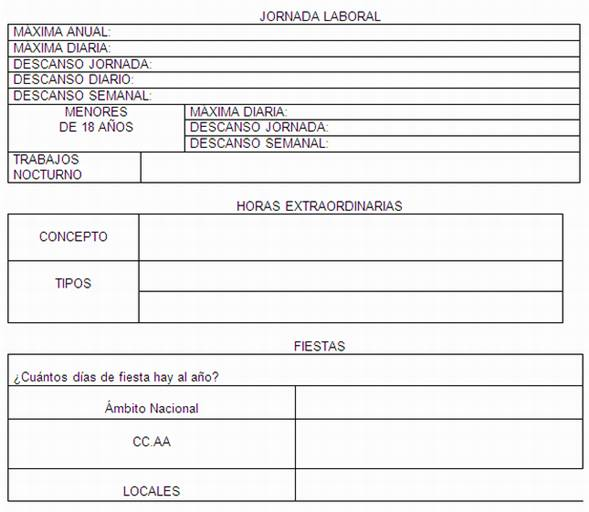 JORNADA LABORAL
MAXIMA ANUAL:
MAXIMA DIARIA:
DESCANSO JORNADA:
DESCANSO DIARIO:
DESCANSO SEMANAL:
MENORES
DE 18 AÑOS
MAXIMA DIARIA:
DESCANSO JORNADA:
DESCANSO SEMANAL:
TRABAJOS
NOCTURNO
HORAS EXTRAORDINARIAS
CONCEPTO
TIPOS
FIESTAS
¿Cuántos días de fiesta hay al año?
Ámbito Nacional
CC.AA
LOCALES